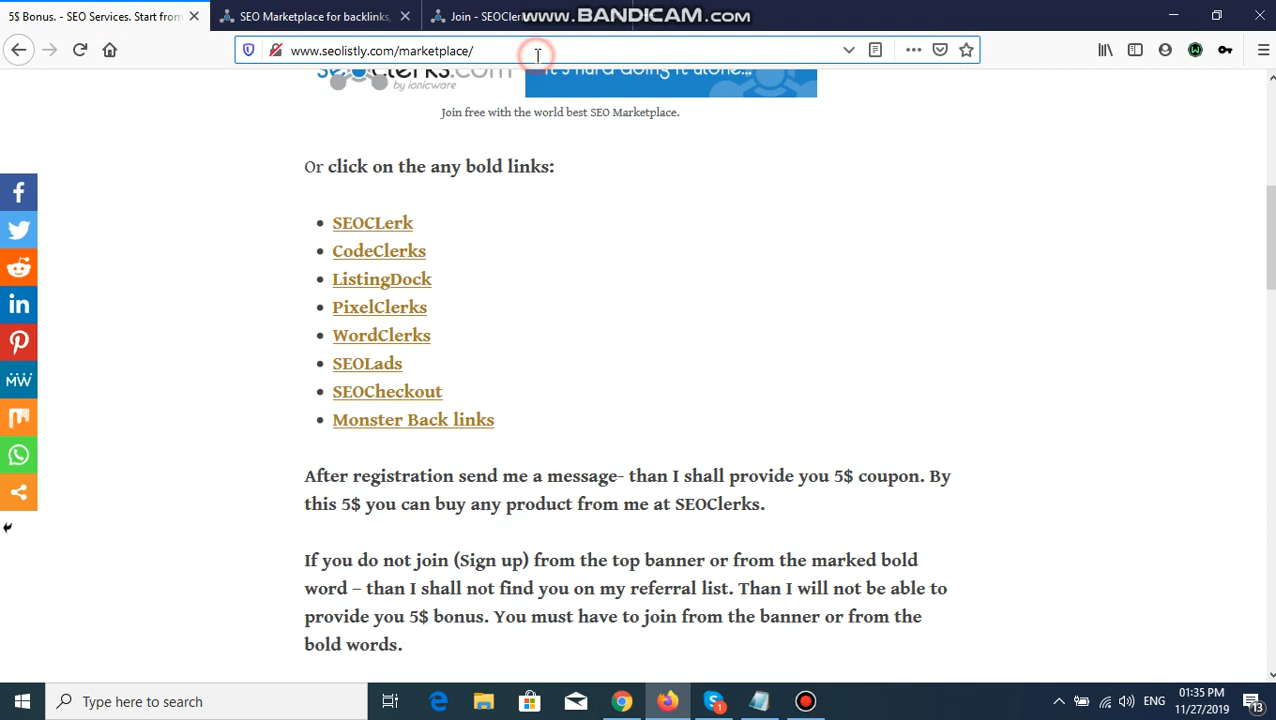 5$ Bonus. - SEO Services. Start from
SEO Marketplace for backlinks,
Join - SEOCler
www.BANDICAM.com
www.seolistly.com/marketplace/
by ionicware
Join free with the world best SEO Marketplace.
Or click on the any bold links:
SEOCLerk
CodeClerks
ListingDock
PixelClerks
WordClerks
SEOLads
SEOCheckout
Monster Back links
After registration send me a message- than I shall provide you 5$ coupon. By
this 5$ you can buy any product from me at SEOClerks.
If you do not join (Sign up) from the top banner or from the marked bold
word – than I shall not find you on my referral list. Than I will not be able to
provide you 5$ bonus. You must have to join from the banner or from the
bold words.
Type here to search
ENG
01:35 PM
11/27/2019
13